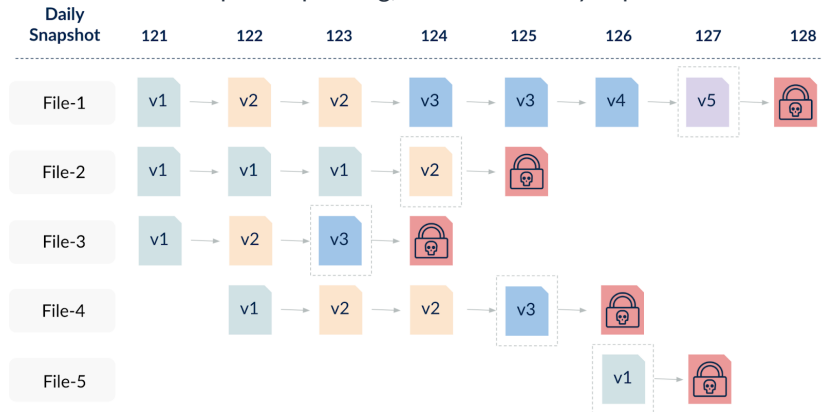 Daily
Snapshot 121 122 123 124 125 126 127 128
File-1 v1 v2 v2 v3 v3 v4 v5
File-2 v1 v1 v1 v2
File-3 v1 v2 v3
File-4 v1 v2 v2 v3
File-5 v1